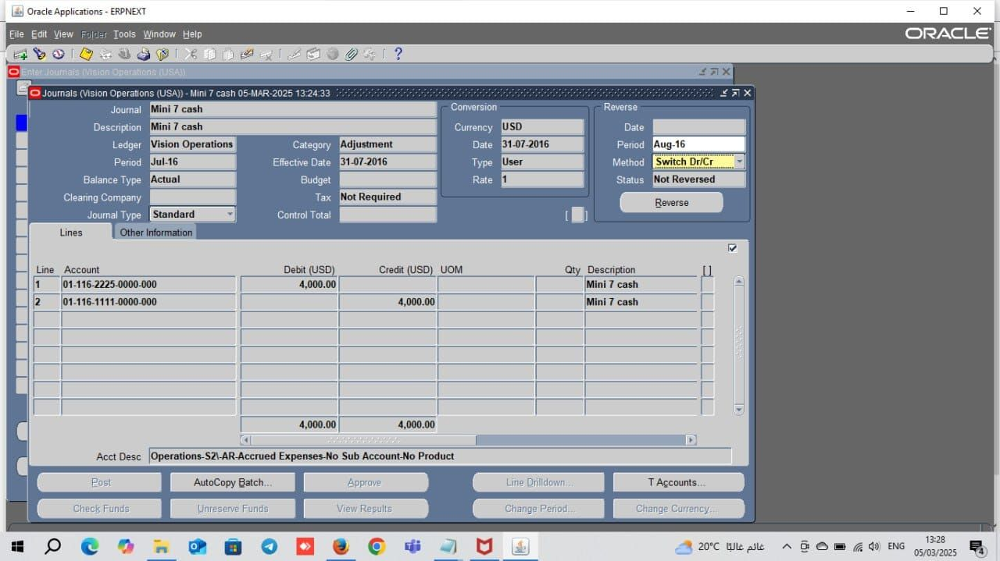 Oracle Applications - ERPNEXT
File Edit View Folder Tools Window Help
ORACLE
Enter Journals (Vision Operations (USA))
Journals (Vision Operations (USA)) - Mini 7 cash 05-MAR-2025 13:24:33
Journal Mini 7 cash
Description Mini 7 cash
Ledger Vision Operations Category Adjustment
Period Jul-16 Effective Date 31-07-2016
Balance Type Actual Budget
Clearing Company Tax Not Required
Journal Type Standard Control Total
[ ]
Conversion
Currency USD
Date 31-07-2016
Type User
Rate 1
Reverse
Date
Period Aug-16
Method Switch Dr/Cr
Status Not Reversed
Reverse
Lines Other Information
Line Account Debit (USD) Credit (USD) UOM Qty Description [ ]
1 01-116-2225-0000-000 4,000.00 Mini 7 cash
2 01-116-1111-0000-000 4,000.00 Mini 7 cash
4,000.00 4,000.00
Acct Desc Operations-S2\AR-Accrued Expenses-No Sub Account-No Product
Post AutoCopy Batch... Approve Line Drilldown... T Accounts...
Check Funds Unreserve Funds View Results Change Period... Change Currency...
20°C غائم غالبًا ENG 13:28
05/03/2025 4